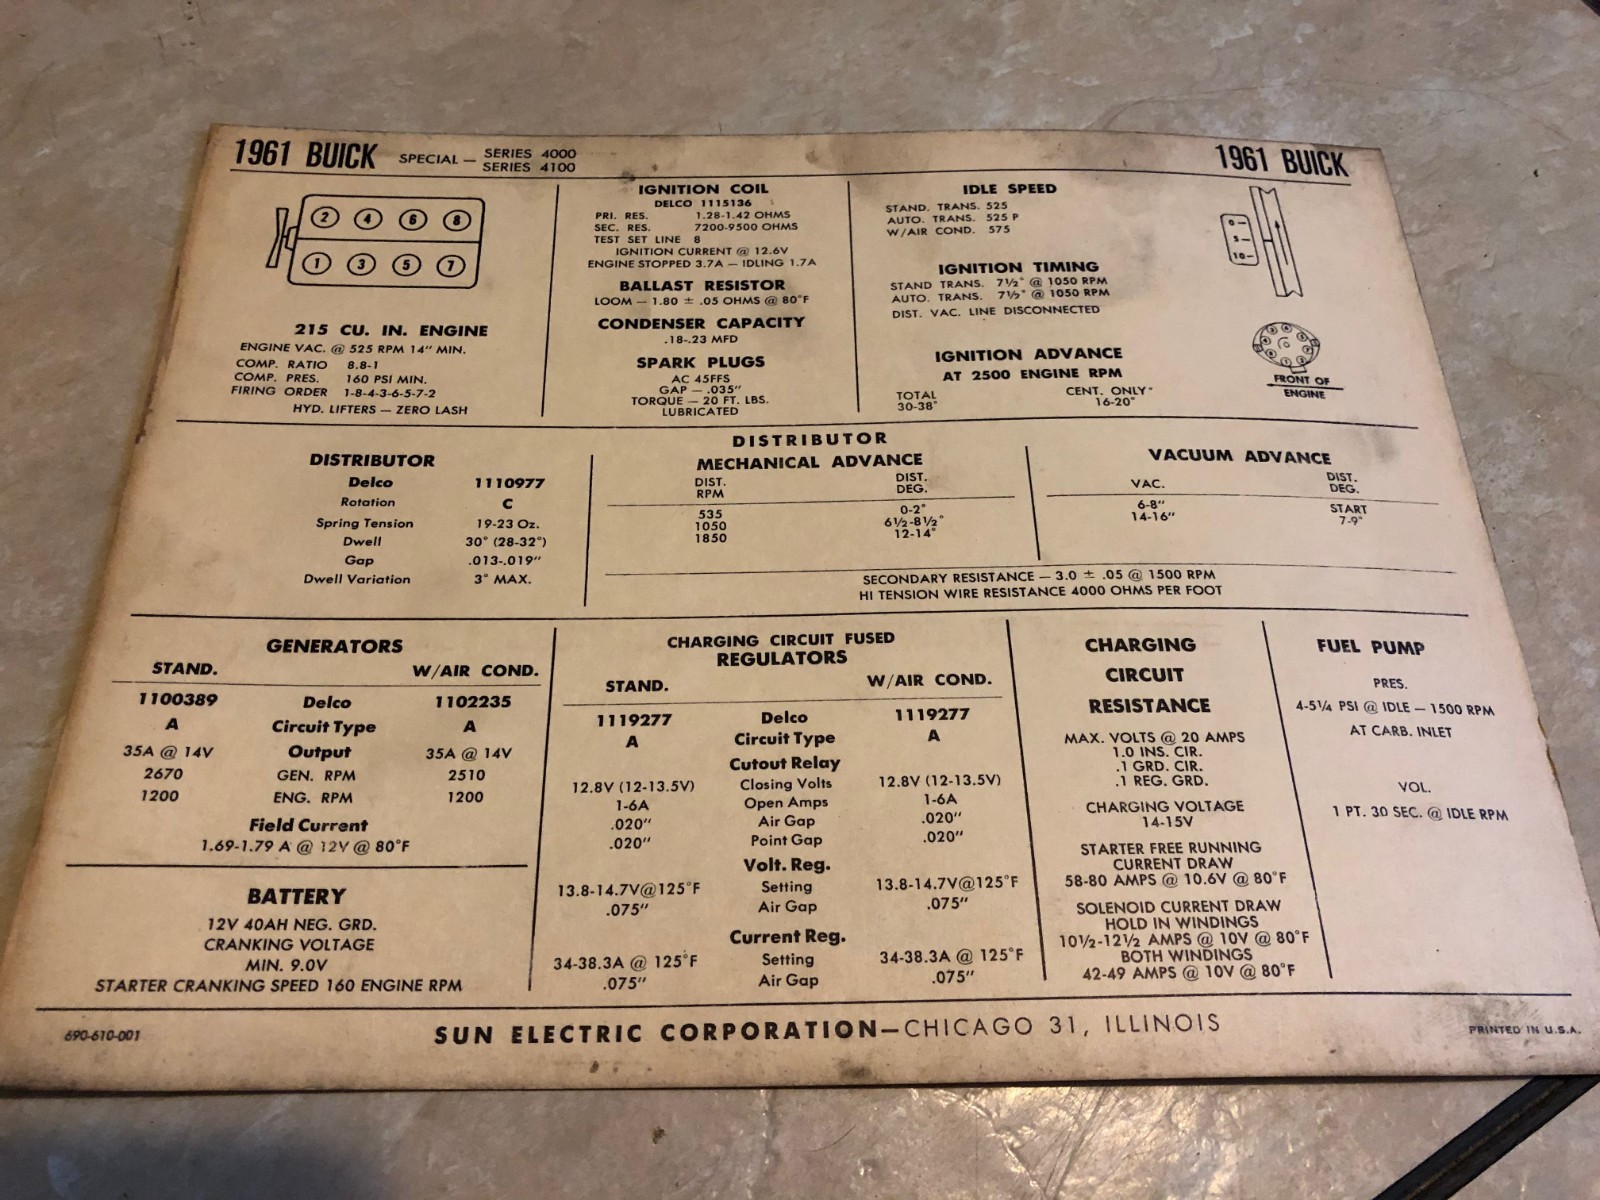 1961 BUICK SPECIAL — SERIES 4000
SERIES 4100
1961 BUICK
2 4 6 8
1 3 5 7
215 CU. IN. ENGINE
ENGINE VAC. @ 525 RPM 14" MIN.
COMP. RATIO 8.8-1
COMP. PRES. 160 PSI MIN.
FIRING ORDER 1-8-4-3-6-5-7-2
HYD. LIFTERS — ZERO LASH
IGNITION COIL
DELCO 1115136
PRI. RES. 1.28-1.42 OHMS
SEC. RES. 7200-9500 OHMS
TEST SET LINE 8
IGNITION CURRENT @ 12.6V
ENGINE STOPPED 3.7A — IDLING 1.7A
BALLAST RESISTOR
LOOM — 1.80 ± .05 OHMS @ 80°F
CONDENSER CAPACITY
.18-.23 MFD
SPARK PLUGS
AC 45FFS
GAP — .035"
TORQUE — 20 FT. LBS.
LUBRICATED
IDLE SPEED
STAND. TRANS. 525
AUTO. TRANS. 525 P
W/AIR COND. 575
IGNITION TIMING
STAND TRANS. 7½° @ 1050 RPM
AUTO. TRANS. 7½° @ 1050 RPM
DIST. VAC. LINE DISCONNECTED
IGNITION ADVANCE
AT 2500 ENGINE RPM
TOTAL CENT. ONLY
30-38° 16-20°
0
5
10
FRONT OF
ENGINE
DISTRIBUTOR
Delco 1110977
Rotation C
Spring Tension 19-23 Oz.
Dwell 30° (28-32°)
Gap .013-.019"
Dwell Variation 3° MAX.
DISTRIBUTOR
MECHANICAL ADVANCE
DIST. DIST.
RPM DEG.
535 0-2°
1050 6½-8½°
1850 12-14°
VACUUM ADVANCE
VAC. DIST.
DEG.
6-8" START
14-16" 7-9°
SECONDARY RESISTANCE — 3.0 ± .05 @ 1500 RPM
HI TENSION WIRE RESISTANCE 4000 OHMS PER FOOT
GENERATORS
STAND. W/AIR COND.
1100389 Delco 1102235
A Circuit Type A
35A @ 14V Output 35A @ 14V
2670 GEN. RPM 2510
1200 ENG. RPM 1200
Field Current
1.69-1.79 A @ 12V @ 80°F
BATTERY
12V 40AH NEG. GRD.
CRANKING VOLTAGE
MIN. 9.0V
STARTER CRANKING SPEED 160 ENGINE RPM
CHARGING CIRCUIT FUSED
REGULATORS
STAND. W/AIR COND.
1119277 Delco 1119277
A Circuit Type A
Cutout Relay
12.8V (12-13.5V) Closing Volts 12.8V (12-13.5V)
1-6A Open Amps 1-6A
.020" Air Gap .020"
.020" Point Gap .020"
Volt. Reg.
13.8-14.7V@125°F Setting 13.8-14.7V@125°F
.075" Air Gap .075"
Current Reg.
34-38.3A @ 125°F Setting 34-38.3A @ 125°F
.075" Air Gap .075"
CHARGING
CIRCUIT
RESISTANCE
MAX. VOLTS @ 20 AMPS
1.0 INS. CIR.
.1 GRD. CIR.
.1 REG. GRD.
CHARGING VOLTAGE
14-15V
STARTER FREE RUNNING
CURRENT DRAW
58-80 AMPS @ 10.6V @ 80°F
SOLENOID CURRENT DRAW
HOLD IN WINDINGS
10½-12½ AMPS @ 10V @ 80°F
BOTH WINDINGS
42-49 AMPS @ 10V @ 80°F
FUEL PUMP
PRES.
4-5¼ PSI @ IDLE — 1500 RPM
AT CARB. INLET
VOL.
1 PT. 30 SEC. @ IDLE RPM
690-610-001
SUN ELECTRIC CORPORATION—CHICAGO 31, ILLINOIS
PRINTED IN U.S.A.